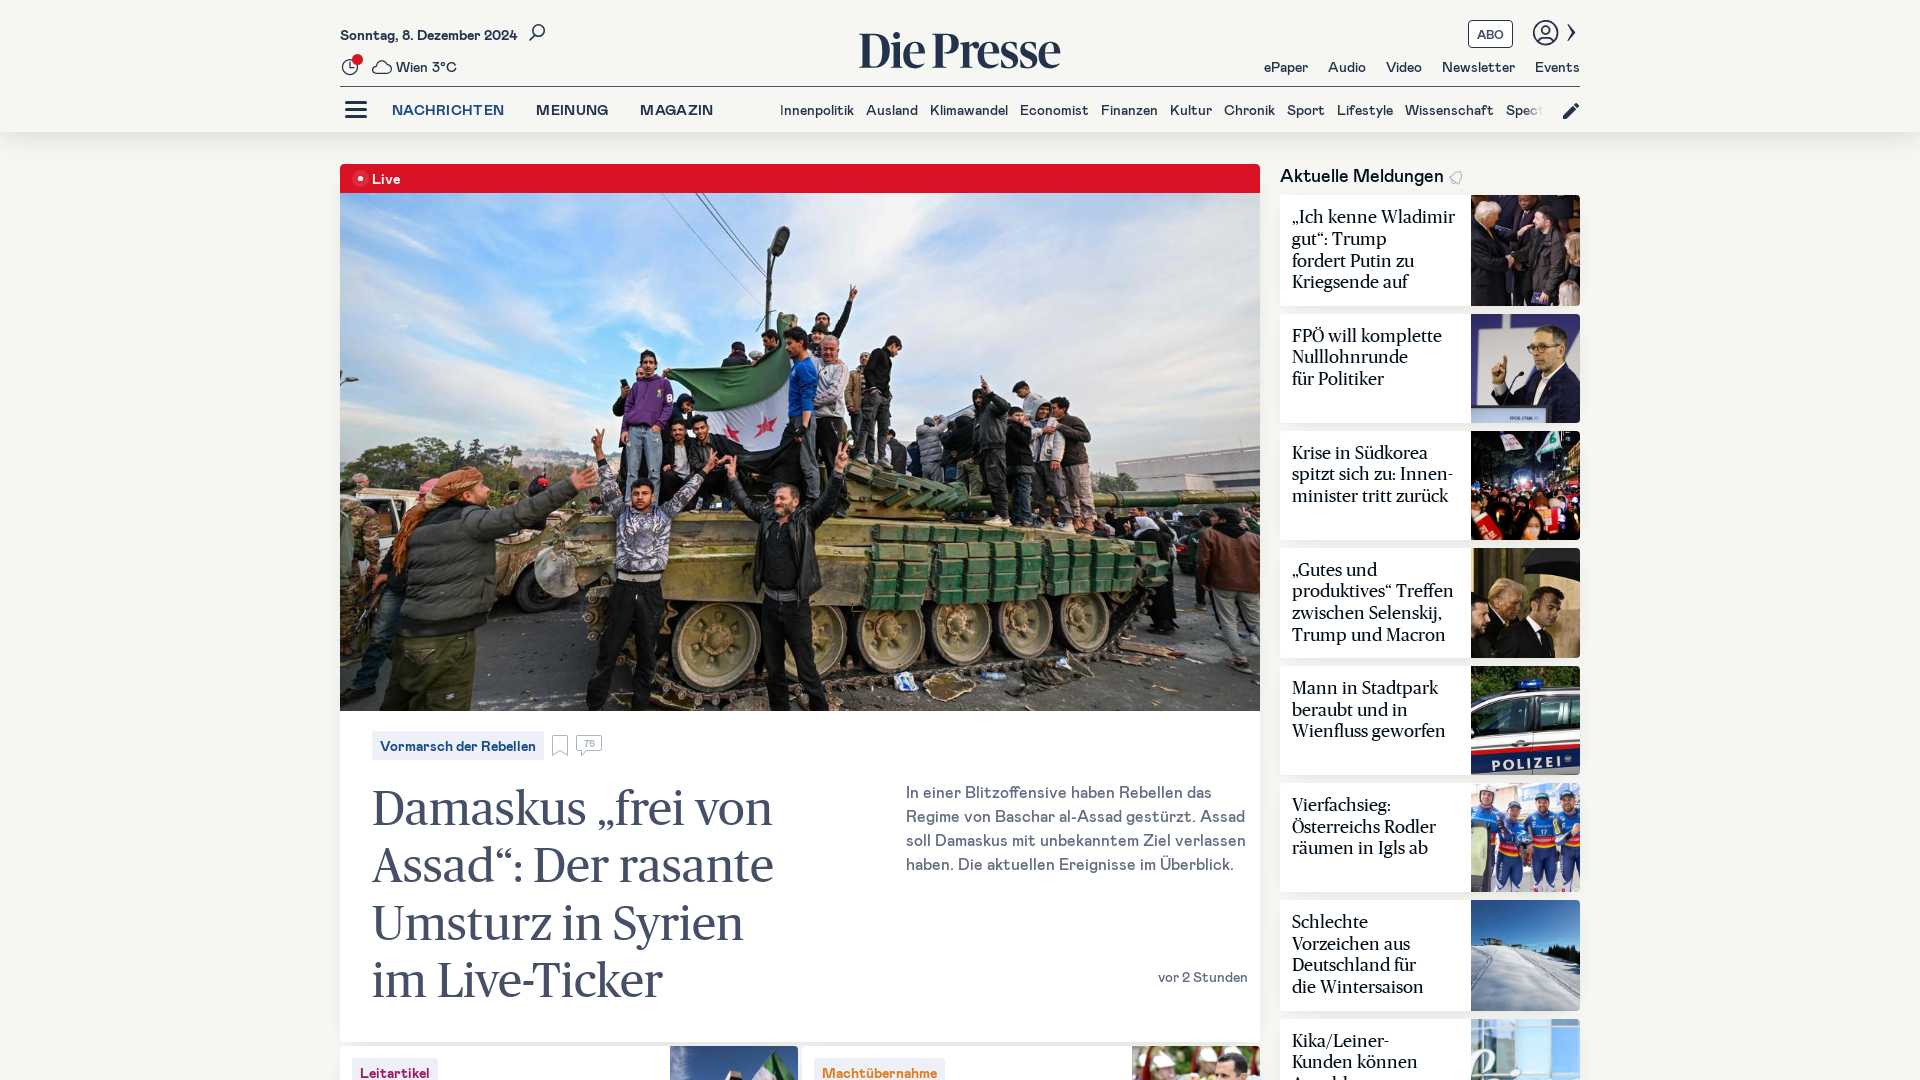 Sonntag, 8. Dezember 2024
Wien 3°C
Die Presse
ABO
ePaper Audio Video Newsletter Events
NACHRICHTEN MEINUNG MAGAZIN
Innenpolitik Ausland Klimawandel Economist Finanzen Kultur Chronik Sport Lifestyle Wissenschaft Spect
Live
Vormarsch der Rebellen
75
Damaskus „frei von
Assad“: Der rasante
Umsturz in Syrien
im Live-Ticker
In einer Blitzoffensive haben Rebellen das
Regime von Baschar al-Assad gestürzt. Assad
soll Damaskus mit unbekanntem Ziel verlassen
haben. Die aktuellen Ereignisse im Überblick.
vor 2 Stunden
Leitartikel
Machtübernahme
Aktuelle Meldungen
„Ich kenne Wladimir
gut“: Trump
fordert Putin zu
Kriegsende auf
FPÖ will komplette
Nulllohnrunde
für Politiker
Krise in Südkorea
spitzt sich zu: Innen-
minister tritt zurück
„Gutes und
produktives“ Treffen
zwischen Selenskij,
Trump und Macron
Mann in Stadtpark
beraubt und in
Wienfluss geworfen
POLIZEI
Vierfachsieg:
Österreichs Rodler
räumen in Igls ab
Schlechte
Vorzeichen aus
Deutschland für
die Wintersaison
Kika/Leiner-
Kunden können